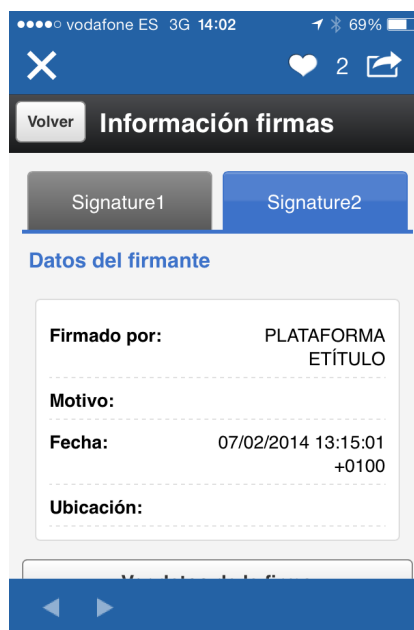 vodafone ES 3G 14:02 69%
2
Volver Información firmas
Signature1 Signature2
Datos del firmante
Firmado por: PLATAFORMA
ETÍTULO
Motivo:
Fecha: 07/02/2014 13:15:01
+0100
Ubicación: